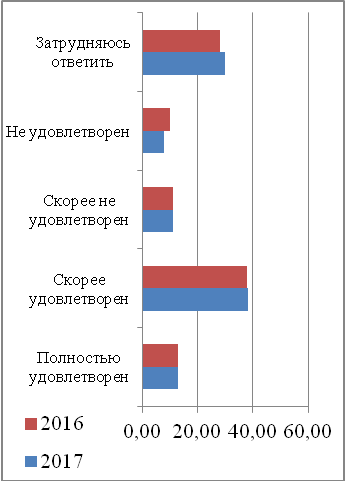 Затрудняюсь
ответить
Не удовлетворен
Скорее не
удовлетворен
Скорее
удовлетворен
Полностью
удовлетворен
2016
2017
0,00 20,00 40,00 60,00